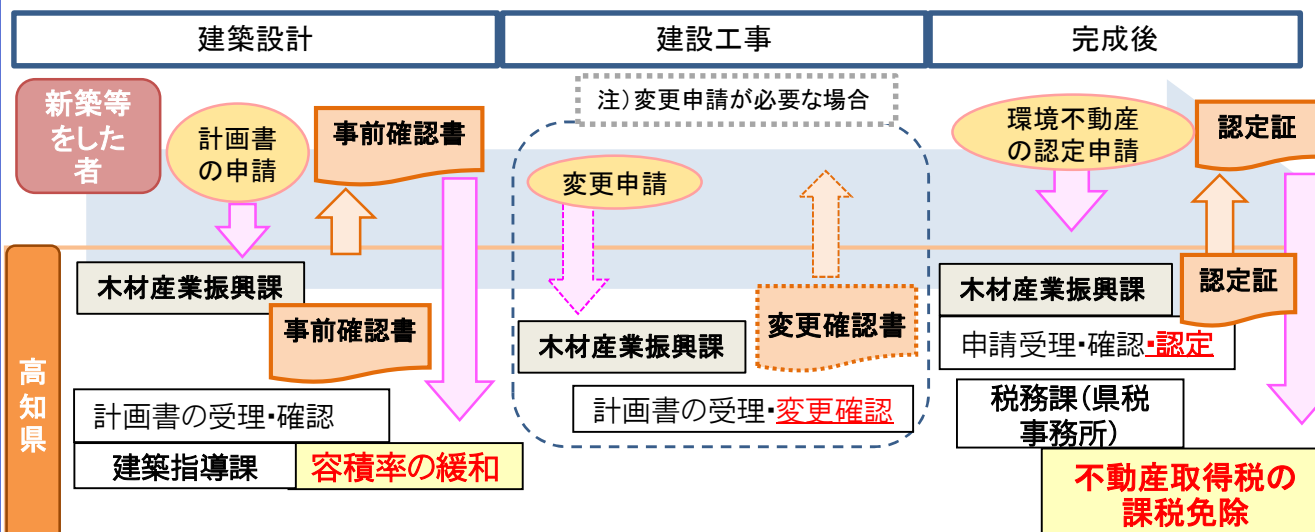 建築設計
建設工事
完成後
新築等
をした
者
計画書
の申請
事前確認書
注)変更申請が必要な場合
変更申請
環境不動産
の認定申請
認定証
高知県
木材産業振興課
事前確認書
計画書の受理・確認
建築指導課
容積率の緩和
木材産業振興課
変更確認書
計画書の受理・変更確認
木材産業振興課
認定証
申請受理・確認・認定
税務課(県税
事務所)
不動産取得税の
課税免除